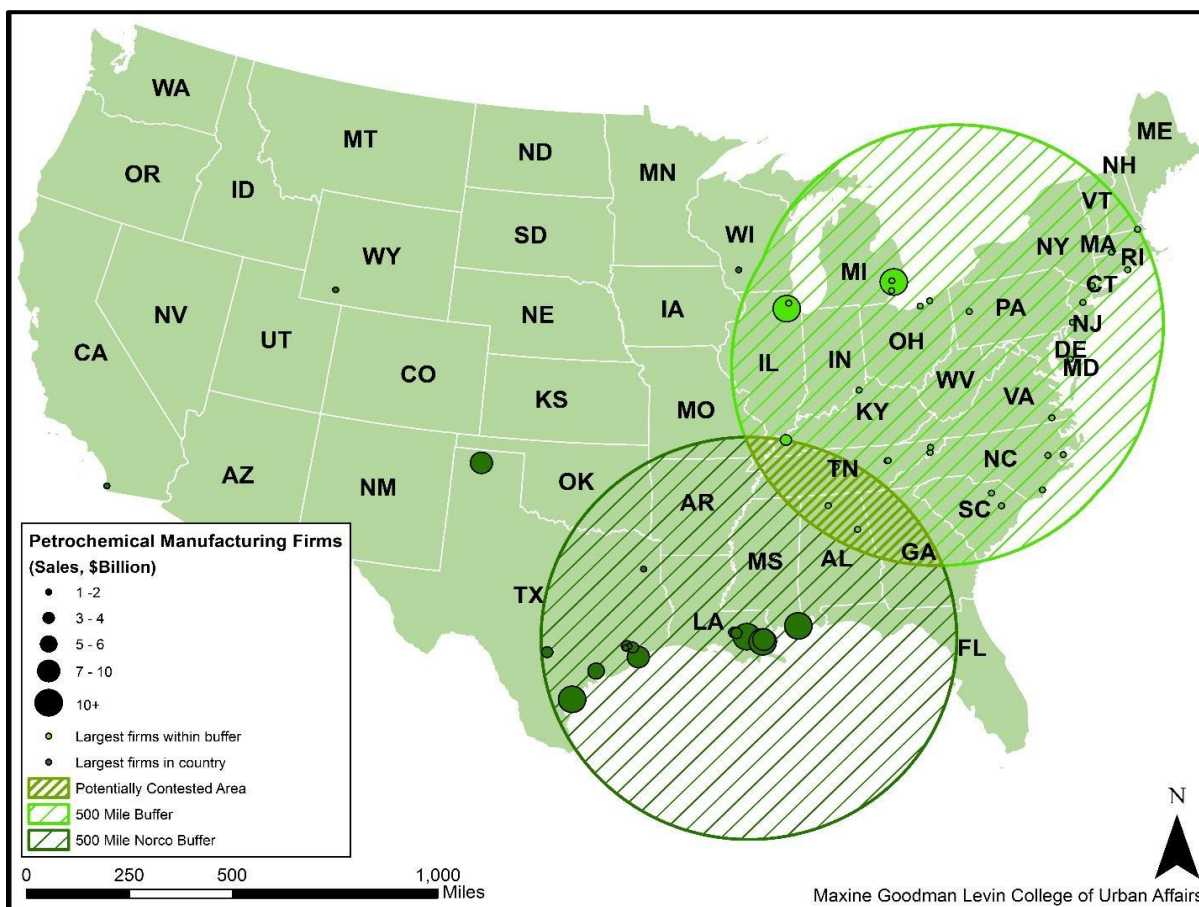 WA
MT
ND
MN
ME
OR
ID
NH
VT
SD
WI
WY
NY
MA
RI
MI
CT
NV
NE
IA
PA
NJ
CA
UT
IL
IN
OH
DE
MD
CO
WV
KS
MO
KY
VA
AZ
NM
OK
TN
NC
AR
SC
MS
AL
GA
TX
LA
FL
Petrochemical Manufacturing Firms
(Sales, $Billion)
1 -2
3 - 4
5 - 6
7 - 10
10+
Largest firms within buffer
Largest firms in country
Potentially Contested Area
500 Mile Buffer
500 Mile Norco Buffer
N
0 250 500 1,000
Miles
Maxine Goodman Levin College of Urban Affairs